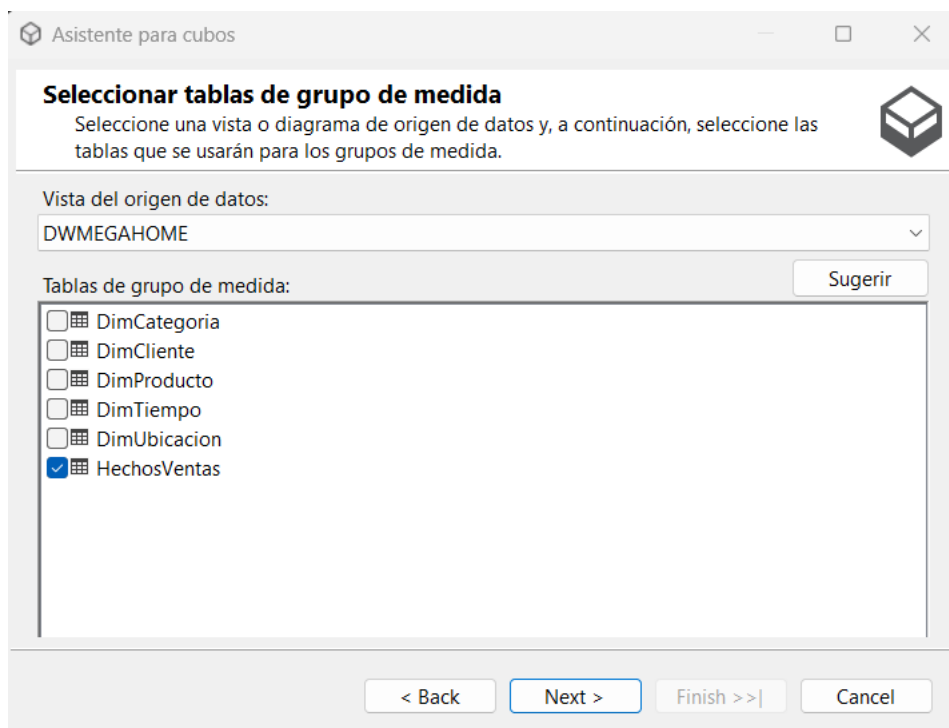 Asistente para cubos
Seleccionar tablas de grupo de medida
Seleccione una vista o diagrama de origen de datos y, a continuación, seleccione las
tablas que se usarán para los grupos de medida.
Vista del origen de datos:
DWMEGAHOME
Tablas de grupo de medida:
Sugerir
DimCategoria
DimCliente
DimProducto
DimTiempo
DimUbicacion
HechosVentas
< Back
Next >
Finish >>|
Cancel